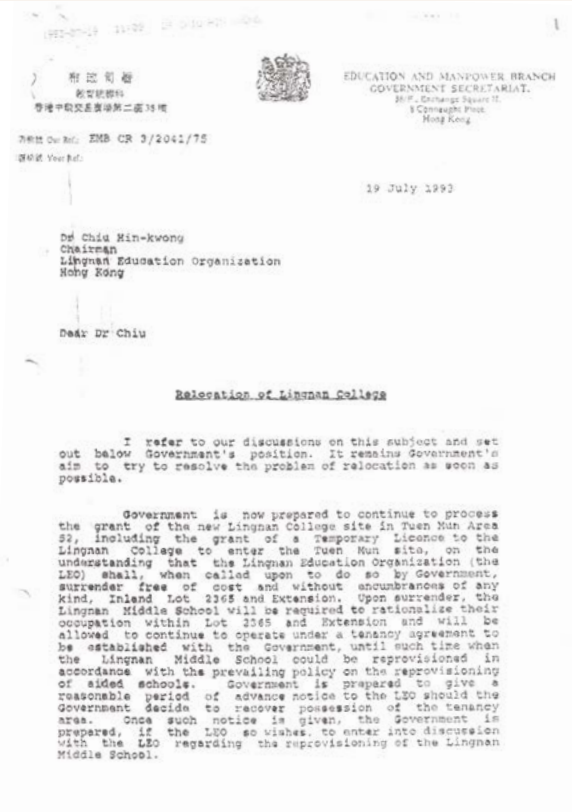 EDUCATION AND MANPOWER BRANCH
GOVERNMENT SECRETARIAT.
Exchange Square II.
8 Connaught Place.
Hong Kong
Our Ref.: EMB CR 3/2041/75
Your Ref.:
19 July 1993
Dr Chiu Hin-kwong
Chairman
Lingnan Education Organization
Hong Kong
Dear Dr Chiu
Relocation of Lingnan College
I refer to our discussions on this subject and set
out below Government's position. It remains Government's
aim to try to resolve the problem of relocation as soon as
possible.
Government is now prepared to continue to process
the grant of the new Lingnan College site in Tuen Mun Area
52, including the grant of a Temporary Licence to the
Lingnan College to enter the Tuen Mun site, on the
understanding that the Lingnan Education Organization (the
LEO) shall, when called upon to do so by Government,
surrender free of cost and without encumbrances of any
kind, Inland Lot 2365 and Extension. Upon surrender, the
Lingnan Middle School will be required to rationalize their
occupation within Lot 2365 and Extension and will be
allowed to continue to operate under a tenancy agreement to
be established with the Government, until such time when
the Lingnan Middle School could be reprovisioned in
accordance with the prevailing policy on the reprovisioning
of aided schools. Government is prepared to give a
reasonable period of advance notice to the LEO should the
Government decide to recover possession of the tenancy
area. Once such notice is given, the Government is
prepared, if the LEO so wishes, to enter into discussion
with the LEO regarding the reprovisioning of the Lingnan
Middle School.